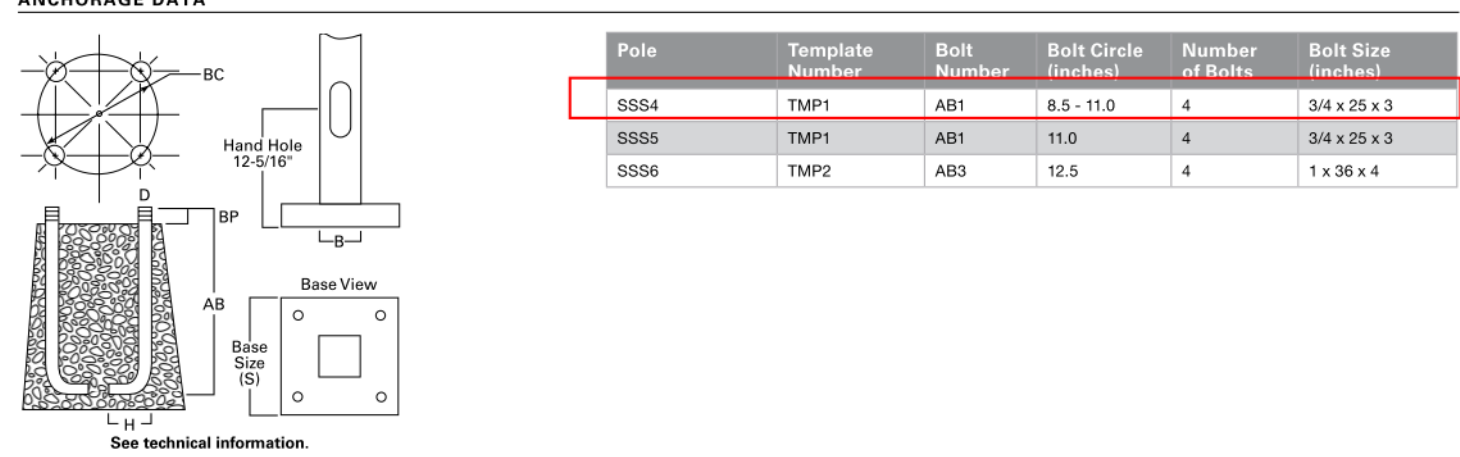 ANCHORAGE DATA
BC
Hand Hole
12-5/16"
D
BP
B
AB
Base View
Base
Size
(S)
H
See technical information.
Pole Template Number Bolt Number Bolt Circle (inches) Number of Bolts Bolt Size (inches)
SSS4 TMP1 AB1 8.5 - 11.0 4 3/4 x 25 x 3
SSS5 TMP1 AB1 11.0 4 3/4 x 25 x 3
SSS6 TMP2 AB3 12.5 4 1 x 36 x 4